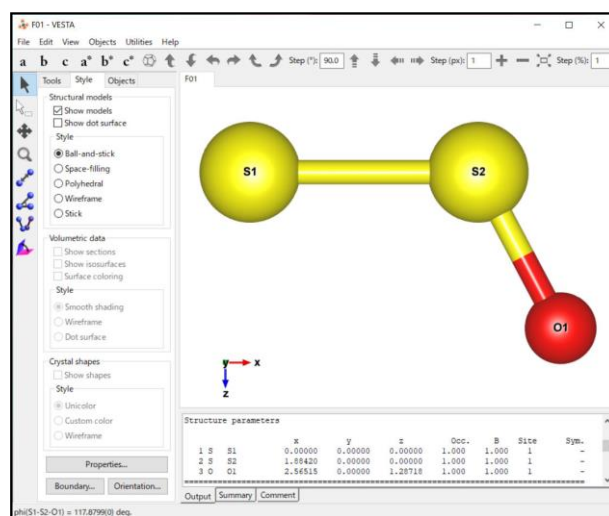 F01 - VESTA
File Edit View Objects Utilities Help
a b c a* b* c* Step (°): 90.0 Step (px): 1 Step (%): 1
Tools Style Objects
F01
Structural models
Show models
Show dot surface
Style
Ball-and-stick
Space-filling
Polyhedral
Wireframe
Stick
Volumetric data
Show sections
Show isosurfaces
Surface coloring
Style
Smooth shading
Wireframe
Dot surface
Crystal shapes
Show shapes
Style
Unicolor
Custom color
Wireframe
Properties...
Boundary... Orientation...
S1 S2
O1
y x
z
Structure parameters
x y z Occ. B Site Sym.
1 S S1 0.00000 0.00000 0.00000 1.000 1.000 1 -
2 S S2 1.88420 0.00000 0.00000 1.000 1.000 1 -
3 O O1 2.56515 0.00000 1.28718 1.000 1.000 1 -
Output Summary Comment
phi(S1-S2-O1) = 117.8799(0) deg.